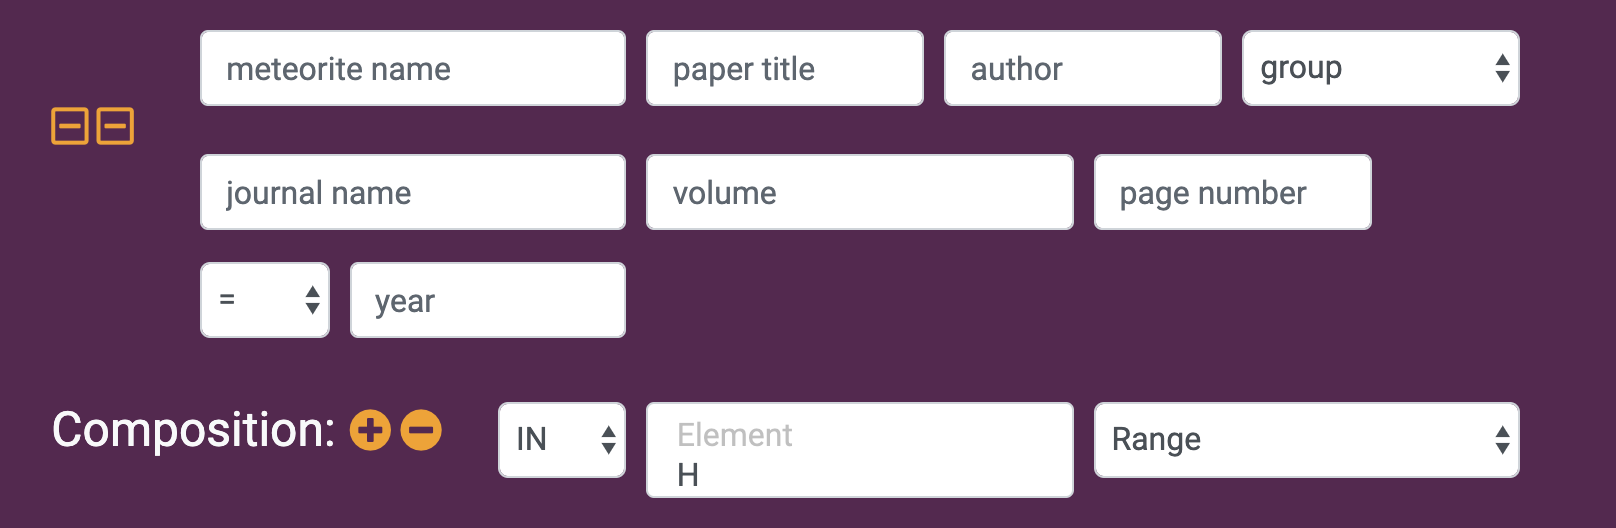 meteorite name paper title author group
journal name volume page number
= year
Composition: IN Element Range
H